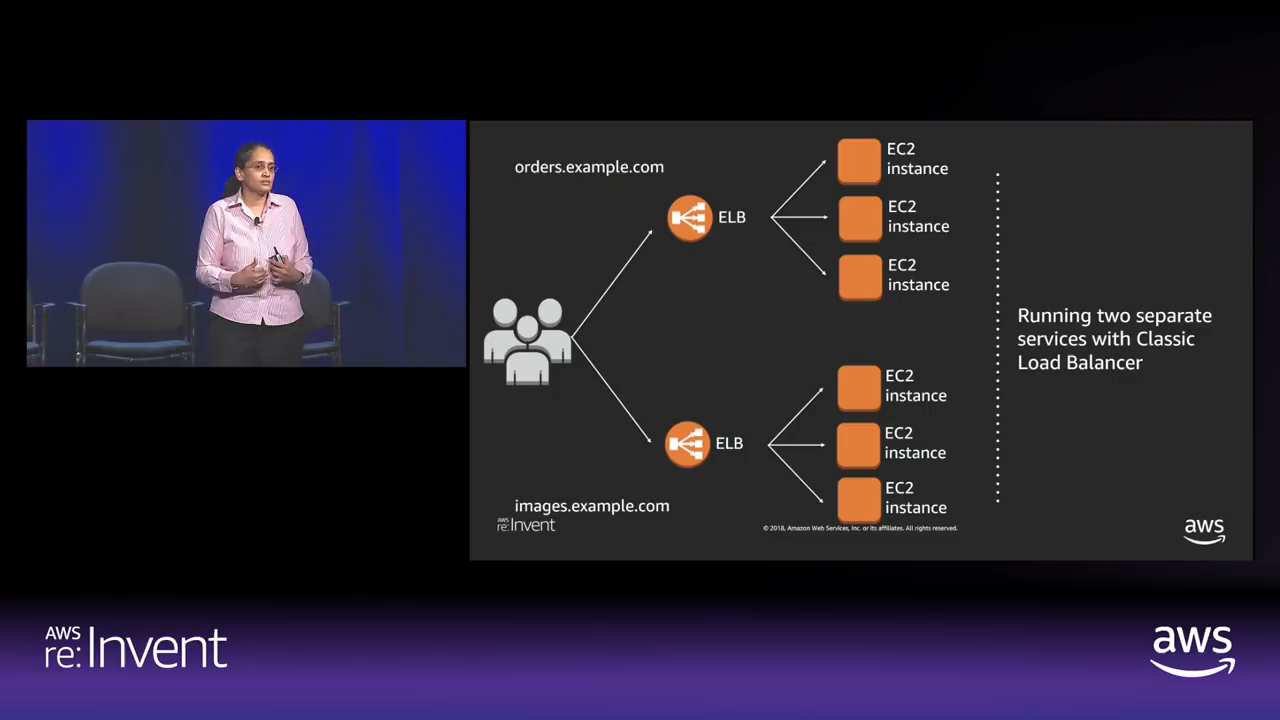 orders.example.com
ELB
EC2
instance
EC2
instance
EC2
instance
Running two separate
services with Classic
Load Balancer
ELB
EC2
instance
EC2
instance
EC2
instance
images.example.com
AWS
re:Invent
© 2018, Amazon Web Services, Inc. or its affiliates. All rights reserved.
aws
AWS
re:Invent
aws